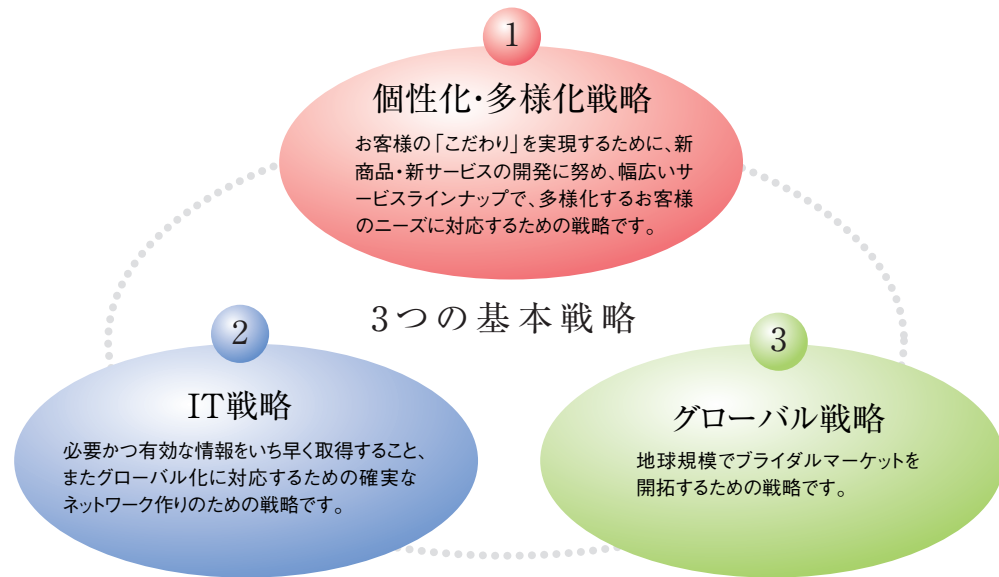 1
個性化・多様化戦略
お客様の「こだわり」を実現するために、新
商品・新サービスの開発に努め、幅広いサ
ービスラインナップで、多様化するお客様
のニーズに対応するための戦略です。
3つの基本戦略
2
IT戦略
必要かつ有効な情報をいち早く取得すること、
またグローバル化に対応するための確実な
ネットワーク作りのための戦略です。
3
グローバル戦略
地球規模でブライダルマーケットを
開拓するための戦略です。